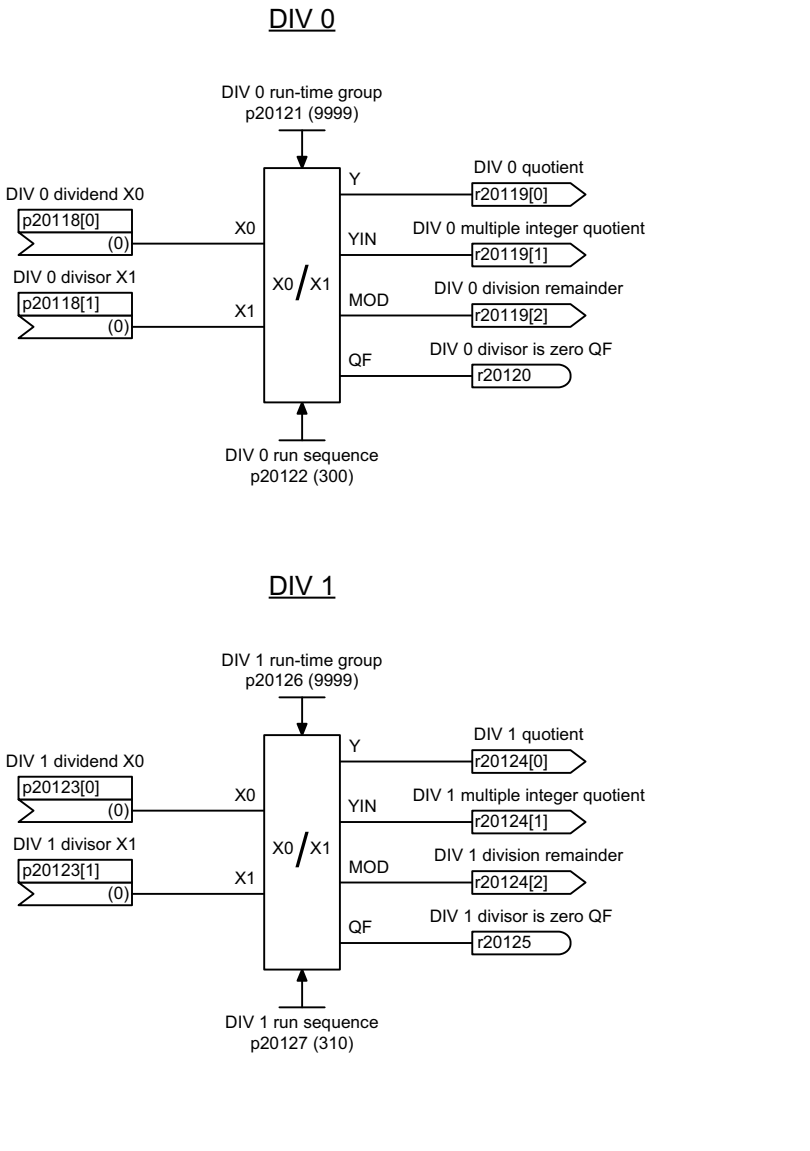 DIV 0
DIV 0 run-time group
p20121 (9999)
DIV 0 dividend X0
p20118[0]
(0)
DIV 0 divisor X1
p20118[1]
(0)
X0
X1
X0/X1
Y
YIN
MOD
QF
DIV 0 quotient
r20119[0]
DIV 0 multiple integer quotient
r20119[1]
DIV 0 division remainder
r20119[2]
DIV 0 divisor is zero QF
r20120
DIV 0 run sequence
p20122 (300)
DIV 1
DIV 1 run-time group
p20126 (9999)
DIV 1 dividend X0
p20123[0]
(0)
DIV 1 divisor X1
p20123[1]
(0)
X0
X1
X0/X1
Y
YIN
MOD
QF
DIV 1 quotient
r20124[0]
DIV 1 multiple integer quotient
r20124[1]
DIV 1 division remainder
r20124[2]
DIV 1 divisor is zero QF
r20125
DIV 1 run sequence
p20127 (310)